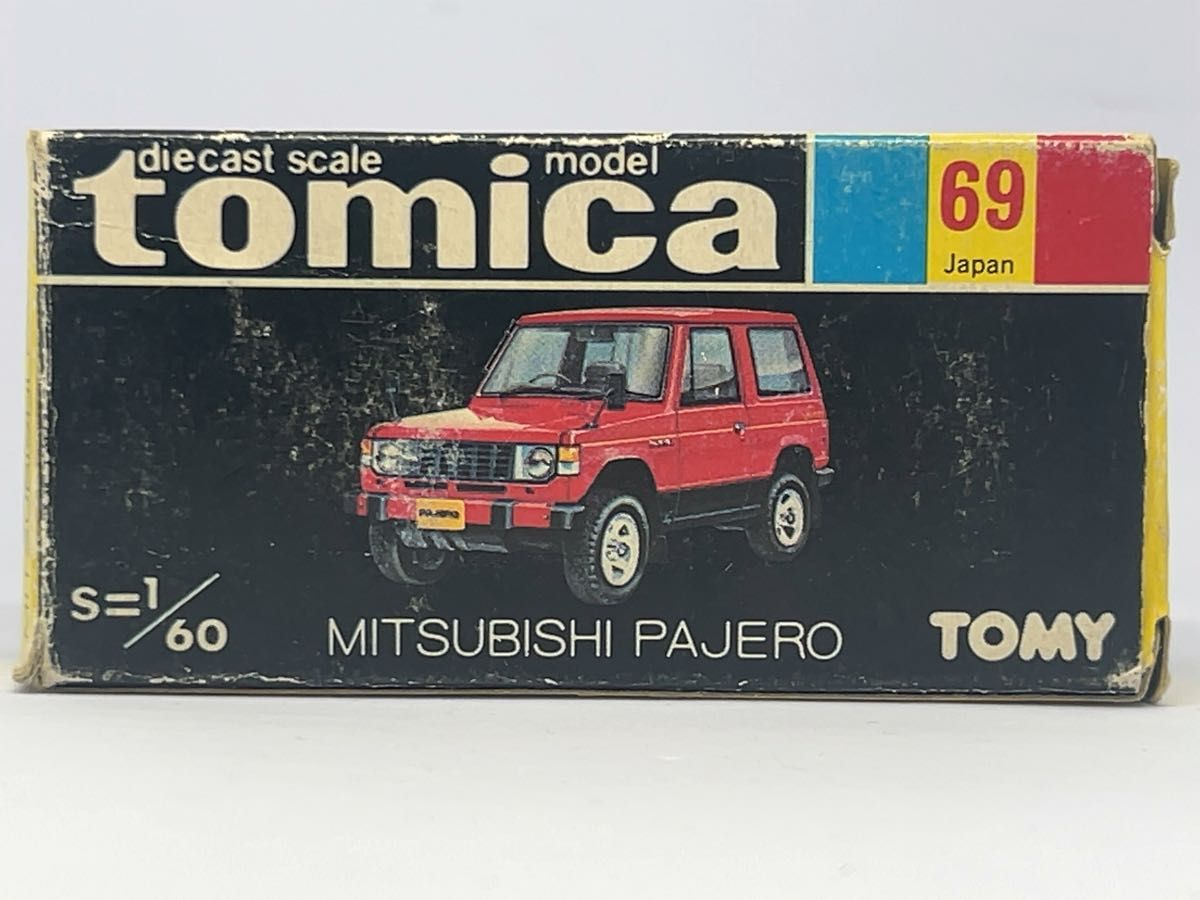 diecast scale model
tomica
69
Japan
PAJERO
S=1/60
MITSUBISHI PAJERO
TOMY